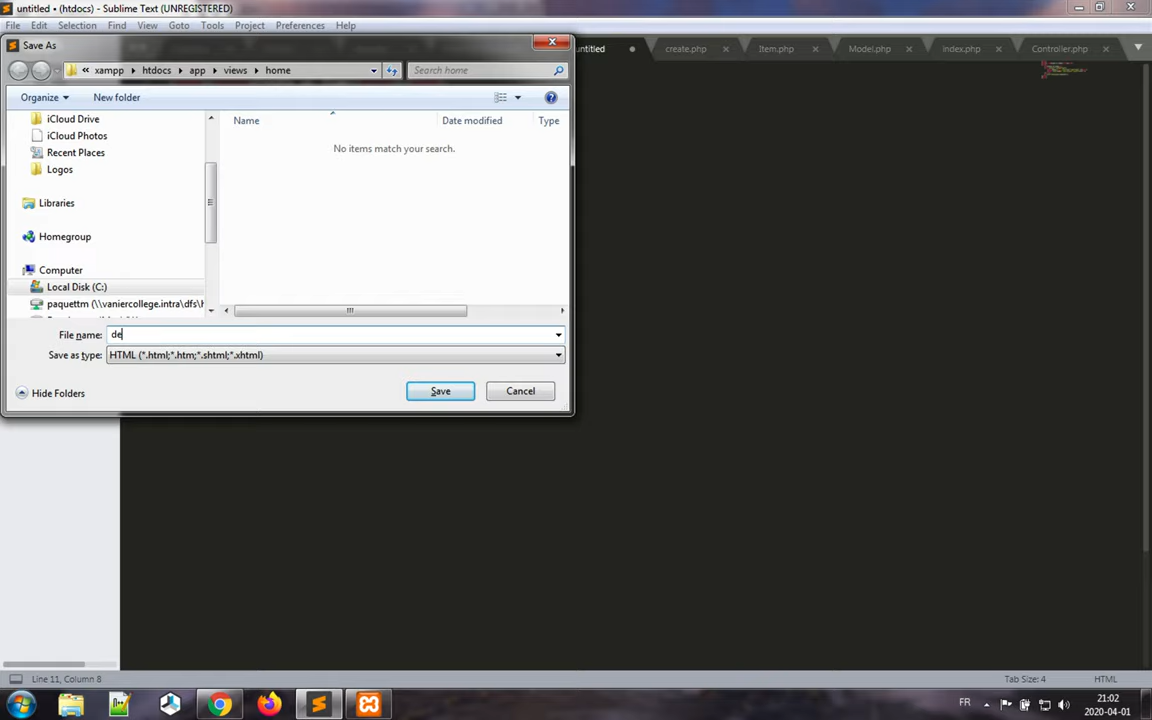 untitled • (htdocs) - Sublime Text (UNREGISTERED)
File Edit Selection Find View Goto Tools Project Preferences Help
Save As
untitled create.php Item.php Model.php index.php Controller.php
« xampp htdocs app views home Search home
Organize New folder
iCloud Drive Name Date modified Type
iCloud Photos
No items match your search.
Recent Places
Logos
Libraries
Homegroup
Computer
Local Disk (C:)
paquettm (\\vaniercollege.intra\dfs\h
File name: de
Save as type: HTML (*.html;*.htm;*.shtml;*.xhtml)
Hide Folders Save Cancel
Line 11, Column 8 Tab Size: 4 HTML
FR 21:02
2020-04-01